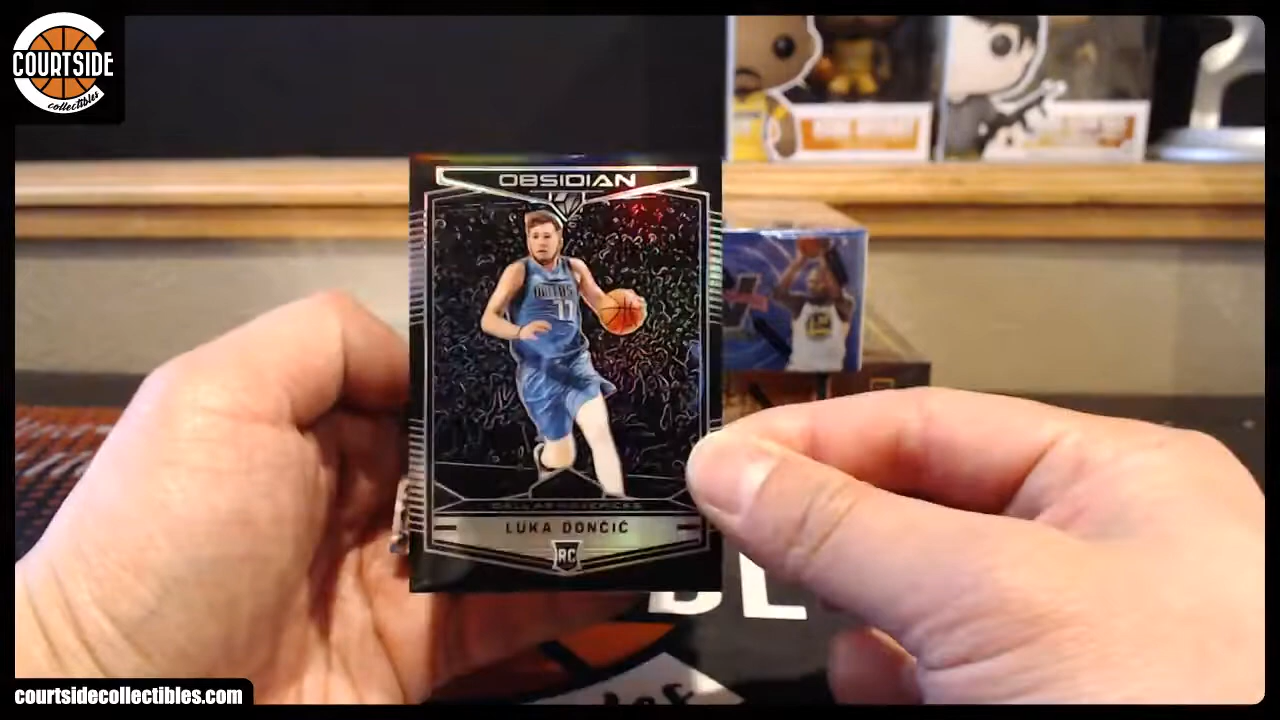 COURTSIDE
collectibles
OBSIDIAN
DALLAS
77
DALLAS MAVERICKS
LUKA DONČIĆ
RC
courtsidecollectibles.com